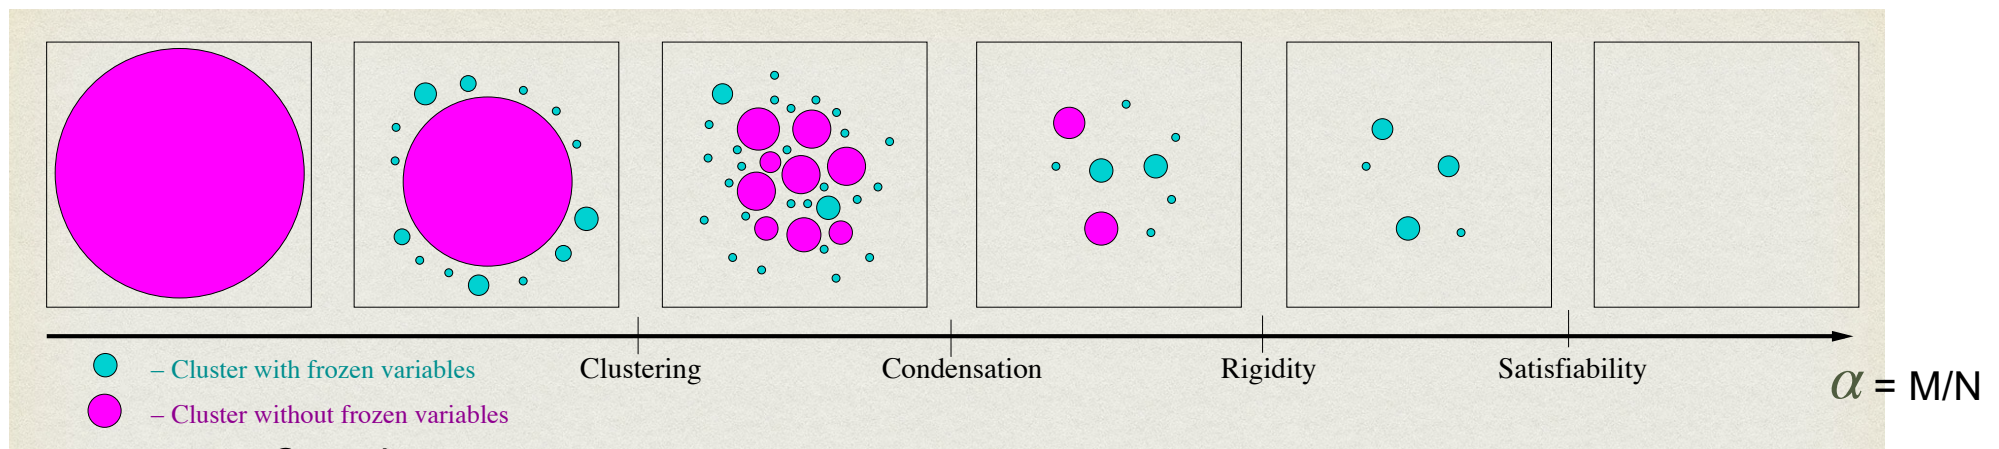 Clustering
Condensation
Rigidity
Satisfiability
α = M/N
– Cluster with frozen variables
– Cluster without frozen variables